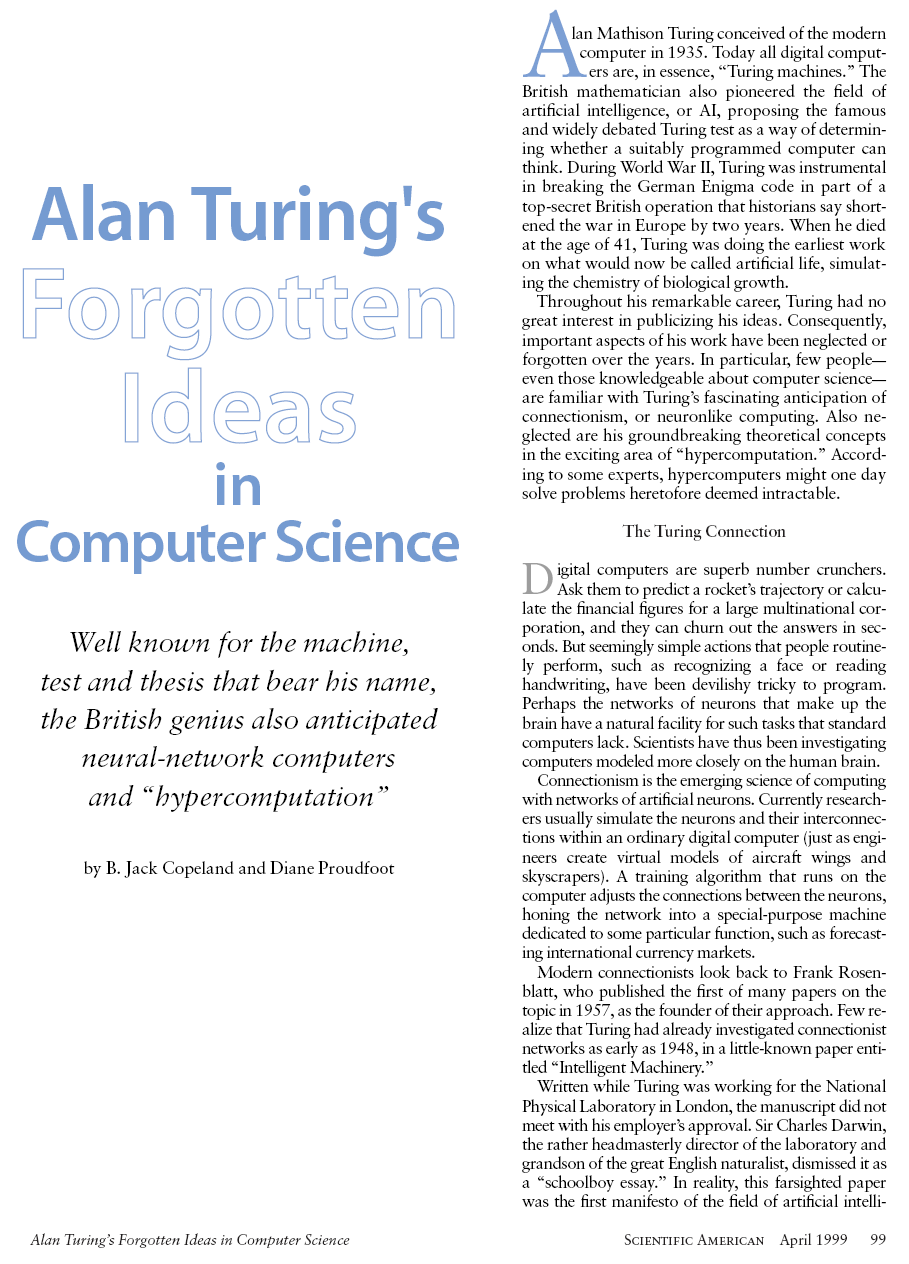 Alan Turing's
Forgotten
Ideas
in
Computer Science
Well known for the machine,
test and thesis that bear his name,
the British genius also anticipated
neural-network computers
and “hypercomputation”
by B. Jack Copeland and Diane Proudfoot
Alan Mathison Turing conceived of the modern
computer in 1935. Today all digital comput-
ers are, in essence, “Turing machines.” The
British mathematician also pioneered the field of
artificial intelligence, or AI, proposing the famous
and widely debated Turing test as a way of determin-
ing whether a suitably programmed computer can
think. During World War II, Turing was instrumental
in breaking the German Enigma code in part of a
top-secret British operation that historians say short-
ened the war in Europe by two years. When he died
at the age of 41, Turing was doing the earliest work
on what would now be called artificial life, simulat-
ing the chemistry of biological growth.
Throughout his remarkable career, Turing had no
great interest in publicizing his ideas. Consequently,
important aspects of his work have been neglected or
forgotten over the years. In particular, few people—
even those knowledgeable about computer science—
are familiar with Turing’s fascinating anticipation of
connectionism, or neuronlike computing. Also ne-
glected are his groundbreaking theoretical concepts
in the exciting area of “hypercomputation.” Accord-
ing to some experts, hypercomputers might one day
solve problems heretofore deemed intractable.
The Turing Connection
Digital computers are superb number crunchers.
Ask them to predict a rocket’s trajectory or calcu-
late the financial figures for a large multinational cor-
poration, and they can churn out the answers in sec-
onds. But seemingly simple actions that people routine-
ly perform, such as recognizing a face or reading
handwriting, have been devilishy tricky to program.
Perhaps the networks of neurons that make up the
brain have a natural facility for such tasks that standard
computers lack. Scientists have thus been investigating
computers modeled more closely on the human brain.
Connectionism is the emerging science of computing
with networks of artificial neurons. Currently research-
ers usually simulate the neurons and their interconnec-
tions within an ordinary digital computer (just as engi-
neers create virtual models of aircraft wings and
skyscrapers). A training algorithm that runs on the
computer adjusts the connections between the neurons,
honing the network into a special-purpose machine
dedicated to some particular function, such as forecast-
ing international currency markets.
Modern connectionists look back to Frank Rosen-
blatt, who published the first of many papers on the
topic in 1957, as the founder of their approach. Few re-
alize that Turing had already investigated connectionist
networks as early as 1948, in a little-known paper enti-
tled “Intelligent Machinery.”
Written while Turing was working for the National
Physical Laboratory in London, the manuscript did not
meet with his employer’s approval. Sir Charles Darwin,
the rather headmasterly director of the laboratory and
grandson of the great English naturalist, dismissed it as
a “schoolboy essay.” In reality, this farsighted paper
was the first manifesto of the field of artificial intelli-
Alan Turing’s Forgotten Ideas in Computer Science
Scientific American April 1999 99